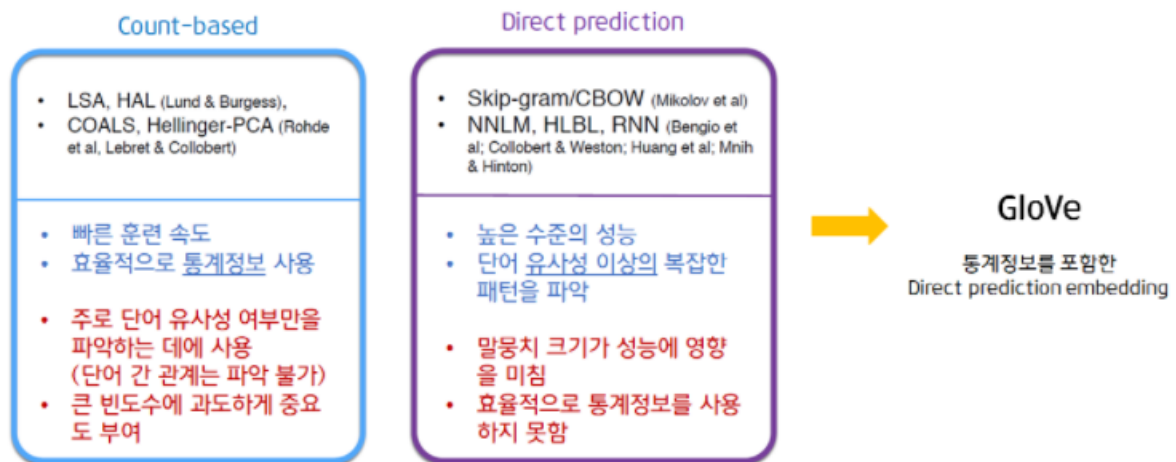 Count-based
• LSA, HAL (Lund & Burgess),
• COALS, Hellinger-PCA (Rohde
et al, Lebret & Collobert)
• 빠른 훈련 속도
• 효율적으로 통계정보 사용
• 주로 단어 유사성 여부만을
파악하는 데에 사용
(단어 간 관계는 파악 불가)
• 큰 빈도수에 과도하게 중요
도 부여
Direct prediction
• Skip-gram/CBOW (Mikolov et al)
• NNLM, HLBL, RNN (Bengio et
al; Collobert & Weston; Huang et al; Mnih
& Hinton)
• 높은 수준의 성능
• 단어 유사성 이상의 복잡한
패턴을 파악
• 말뭉치 크기가 성능에 영향
을 미침
• 효율적으로 통계정보를 사용
하지 못함
GloVe
통계정보를 포함한
Direct prediction embedding